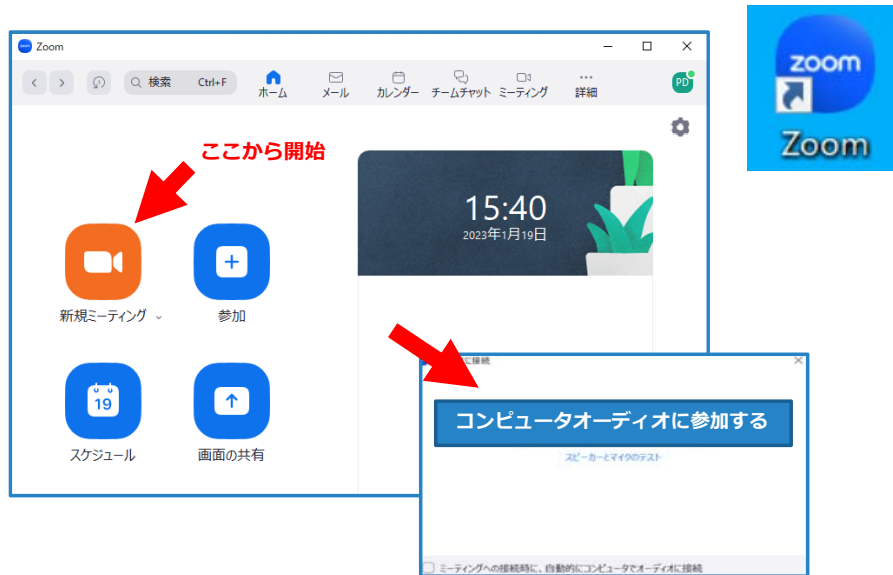 Zoom
検索 Ctrl+F
ホーム
メール
カレンダー
チームチャット
ミーティング
詳細
PD
ここから開始
15:40
2023年1月19日
新規ミーティング
参加
19
スケジュール
画面の共有
に接続
コンピュータオーディオに参加する
スピーカーとマイクのテスト
ミーティングへの接続時に、自動的にコンピュータでオーディオに接続
zoom
Zoom